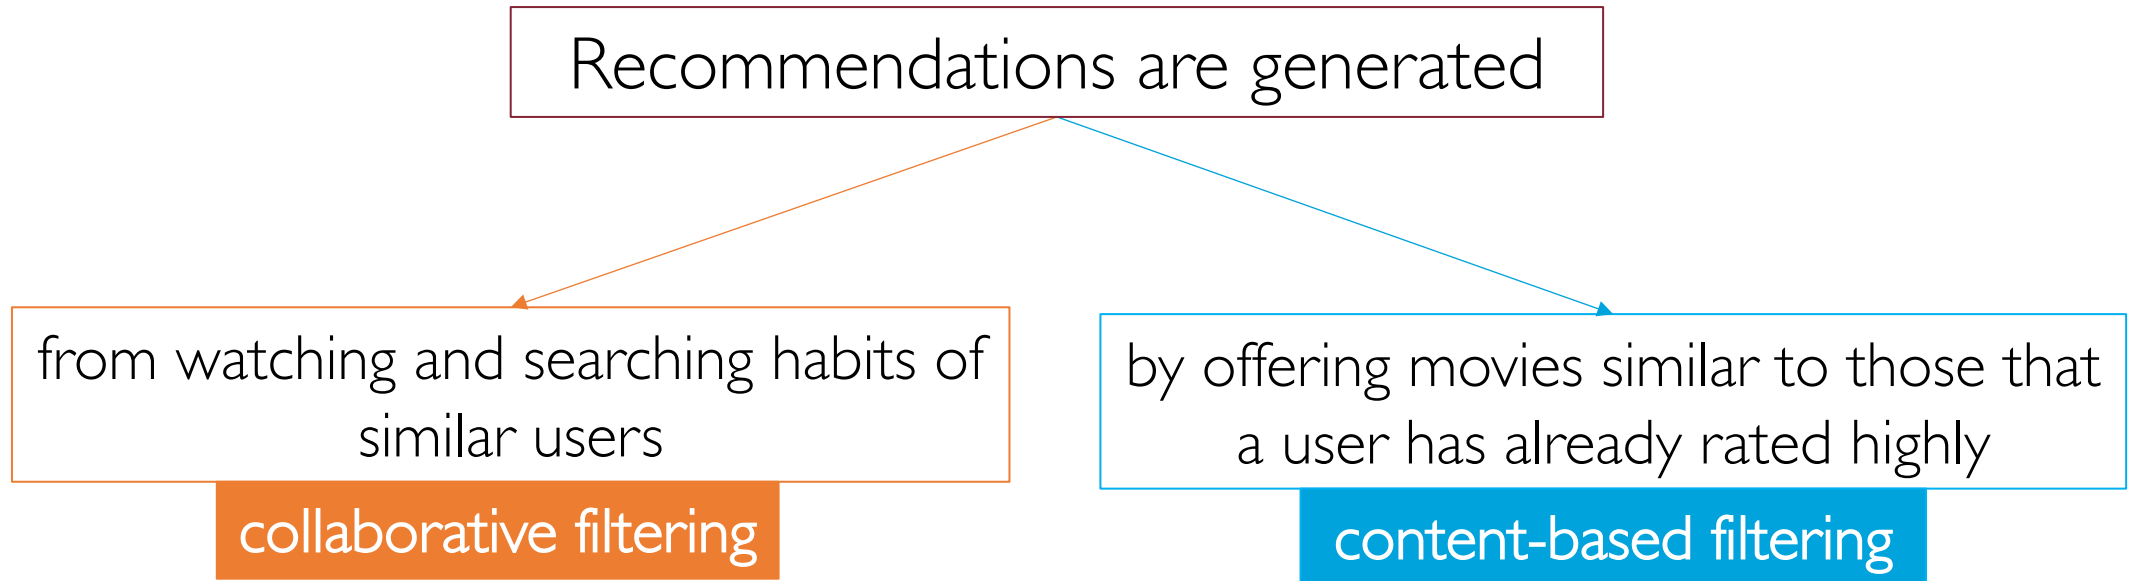 Recommendations are generated
from watching and searching habits of
similar users
collaborative filtering
by offering movies similar to those that
a user has already rated highly
content-based filtering